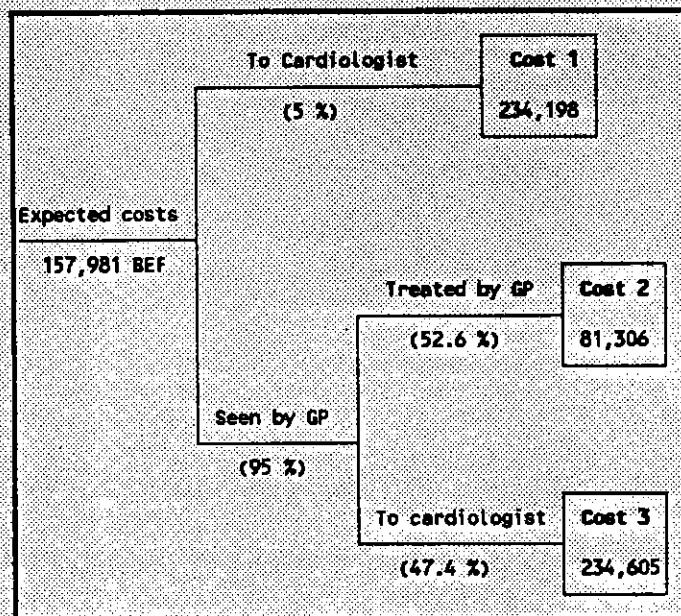 To Cardiologist
(5 %)
Cost 1
234,198
Expected costs
157,981 BEF
Treated by GP
(52.6 %)
Cost 2
81,306
Seen by GP
(95 %)
To cardiologist
(47.4 %)
Cost 3
234,605